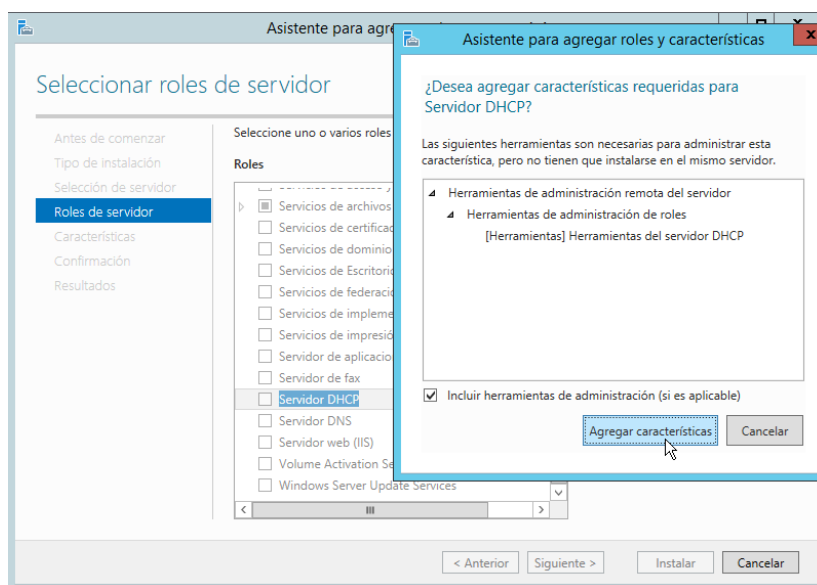 Asistente para agre
Seleccionar roles de servidor
Antes de comenzar
Tipo de instalación
Selección de servidor
Roles de servidor
Características
Confirmación
Resultados
Seleccione uno o varios roles
Roles
Servicios de archivos
Servicios de certificac
Servicios de dominio
Servicios de Escritorio
Servicios de federació
Servicios de impleme
Servicios de impresió
Servidor de aplicacio
Servidor de fax
Servidor DHCP
Servidor DNS
Servidor web (IIS)
Volume Activation Se
Windows Server Update Services
< Anterior
Siguiente >
Instalar
Cancelar
Asistente para agregar roles y características
x
¿Desea agregar características requeridas para
Servidor DHCP?
Las siguientes herramientas son necesarias para administrar esta
característica, pero no tienen que instalarse en el mismo servidor.
Herramientas de administración remota del servidor
Herramientas de administración de roles
[Herramientas] Herramientas del servidor DHCP
Incluir herramientas de administración (si es aplicable)
Agregar características
Cancelar